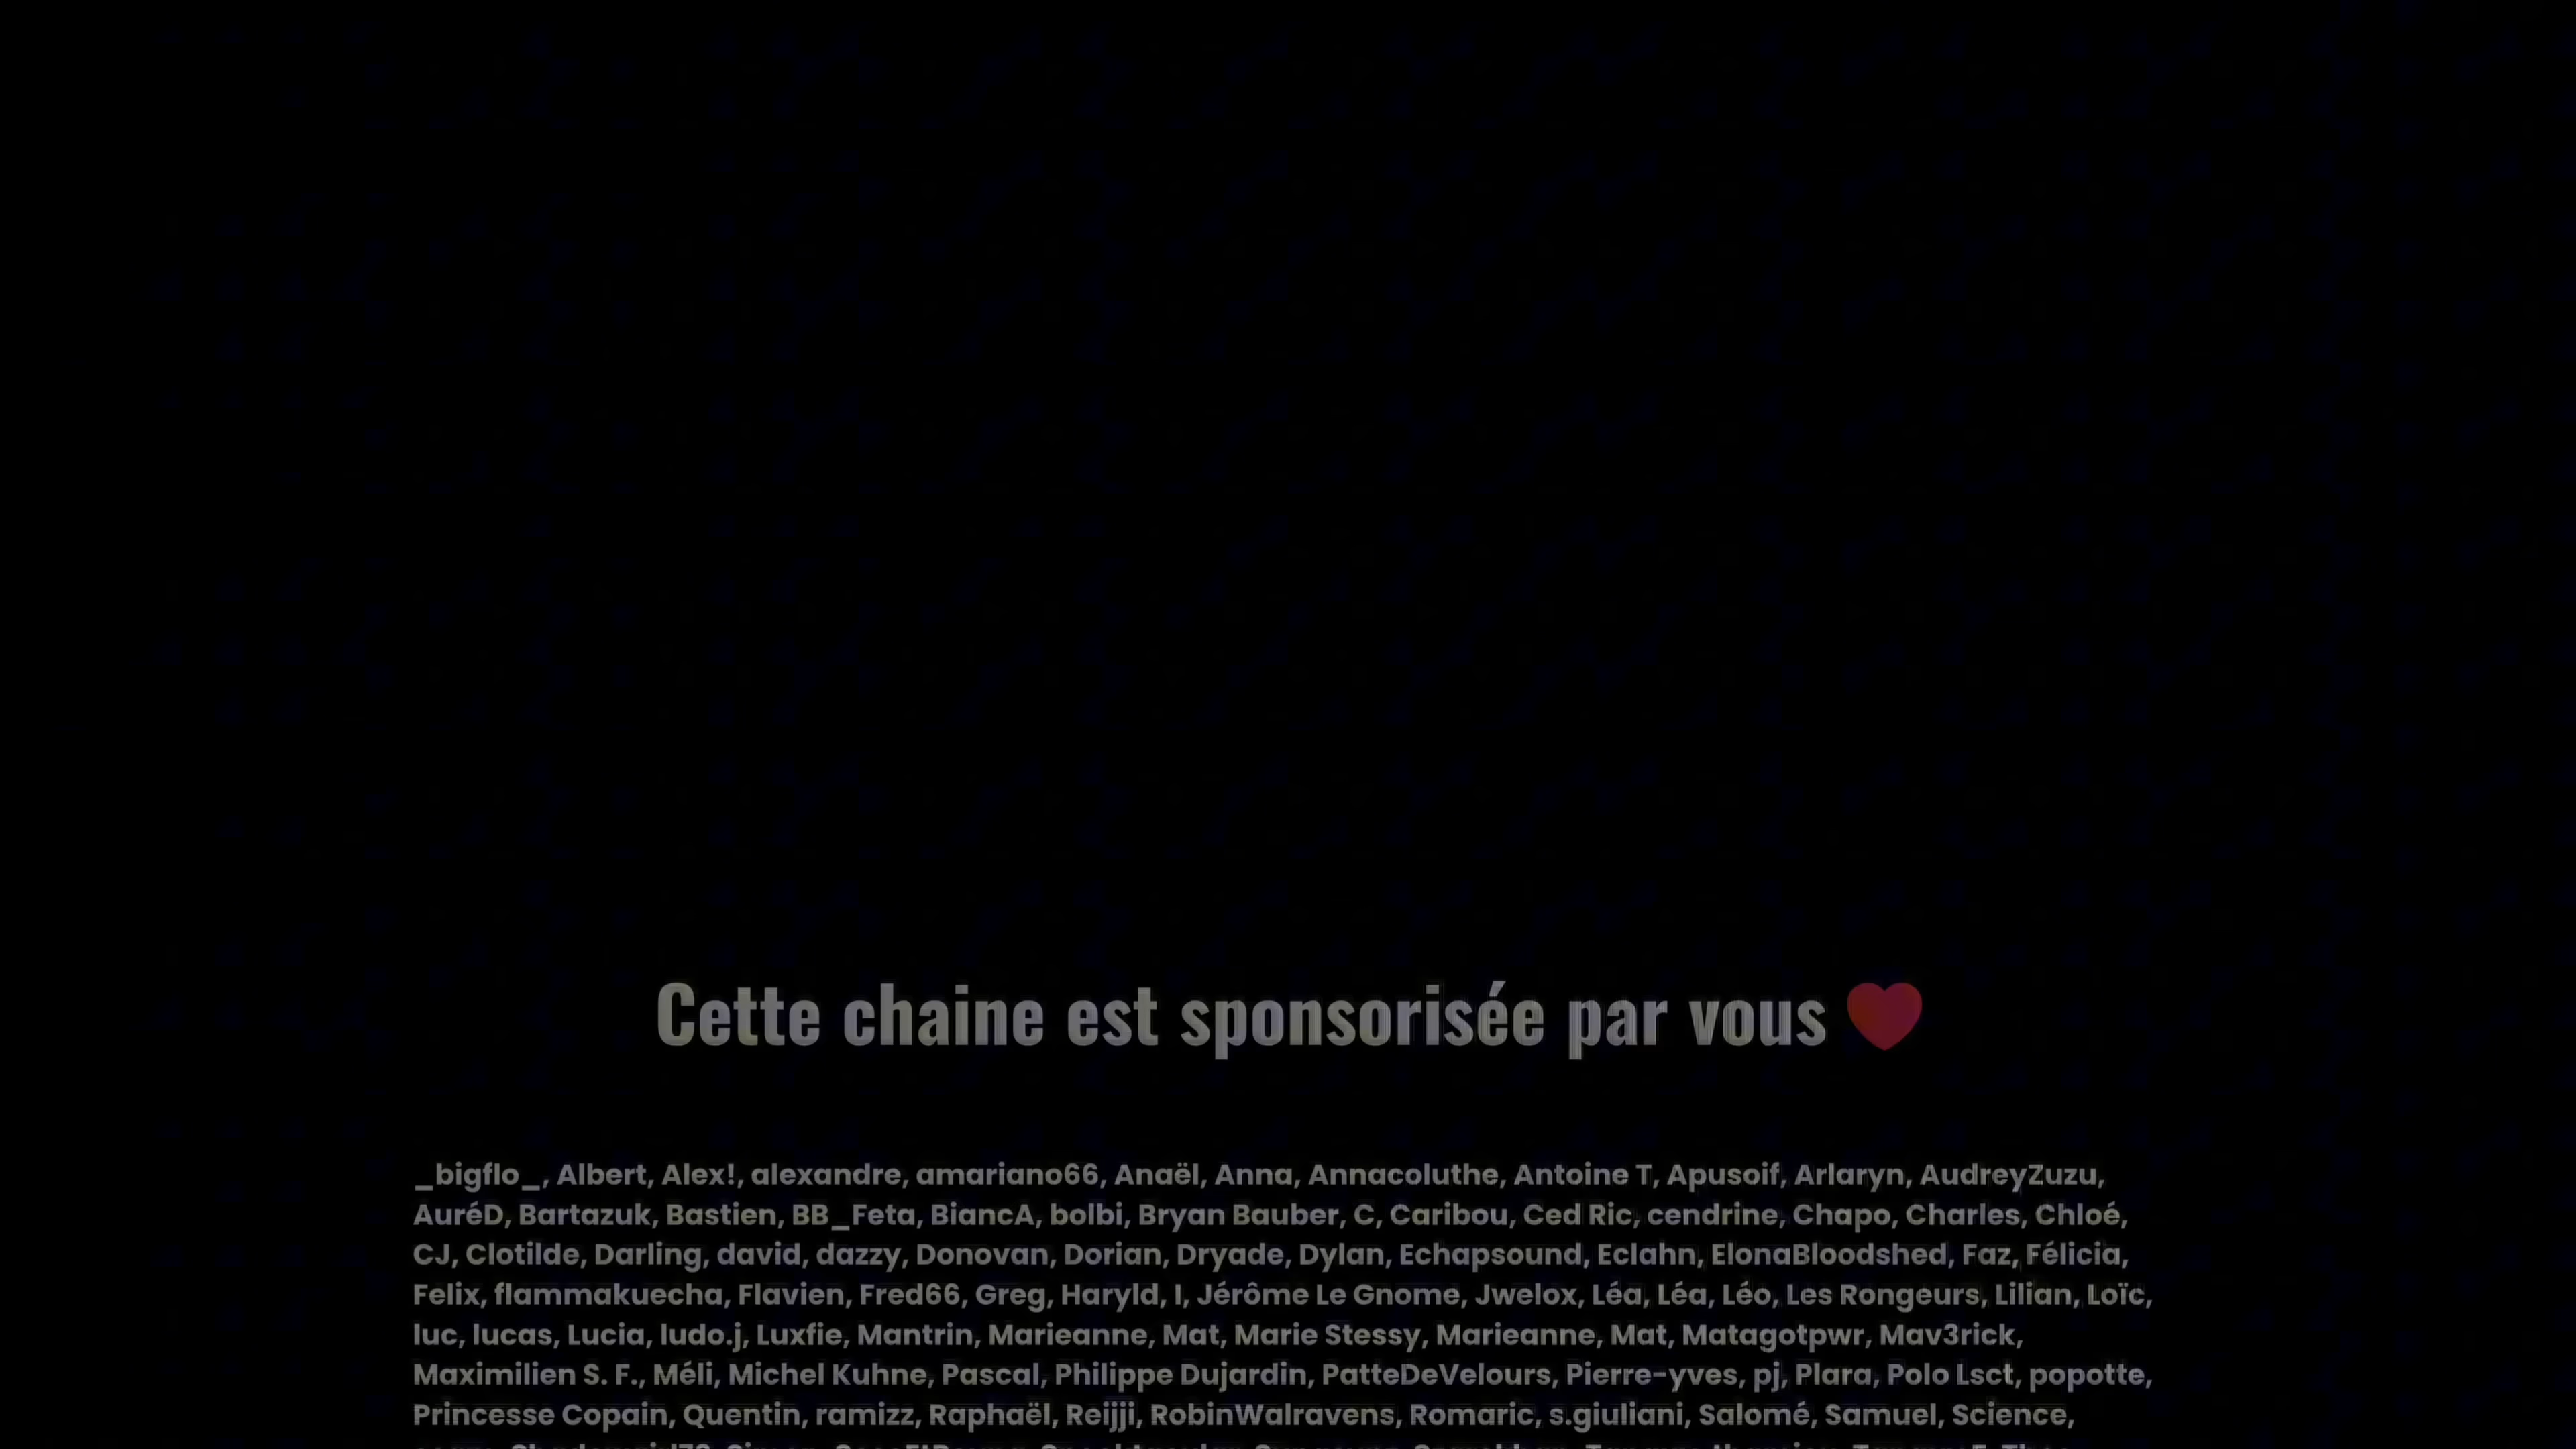 Cette chaine est sponsorisée par vous ❤
_bigflo_, Albert, Alex!, alexandre, amariano66, Anaël, Anna, Annacoluthe, Antoine T, Apusoif, Arlaryn, AudreyZuzu,
AuréD, Bartazuk, Bastien, BB_Feta, BiancA, bolbi, Bryan Bauber, C, Caribou, Ced Ric, cendrine, Chapo, Charles, Chloé,
CJ, Clotilde, Darling, david, dazzy, Donovan, Dorian, Dryade, Dylan, Echapsound, Eclahn, ElonaBloodshed, Faz, Félicia,
Felix, flammakuecha, Flavien, Fred66, Greg, Haryld, I, Jérôme Le Gnome, Jwelox, Léa, Léa, Léo, Les Rongeurs, Lilian, Loïc,
luc, lucas, Lucia, ludo.j, Luxfie, Mantrin, Marieanne, Mat, Marie Stessy, Marieanne, Mat, Matagotpwr, Mav3rick,
Maximilien S. F., Méli, Michel Kuhne, Pascal, Philippe Dujardin, PatteDeVelours, Pierre-yves, pj, Plara, Polo Lsct, popotte,
Princesse Copain, Quentin, ramizz, Raphaël, Reijji, RobinWalravens, Romaric, s.giuliani, Salomé, Samuel, Science,